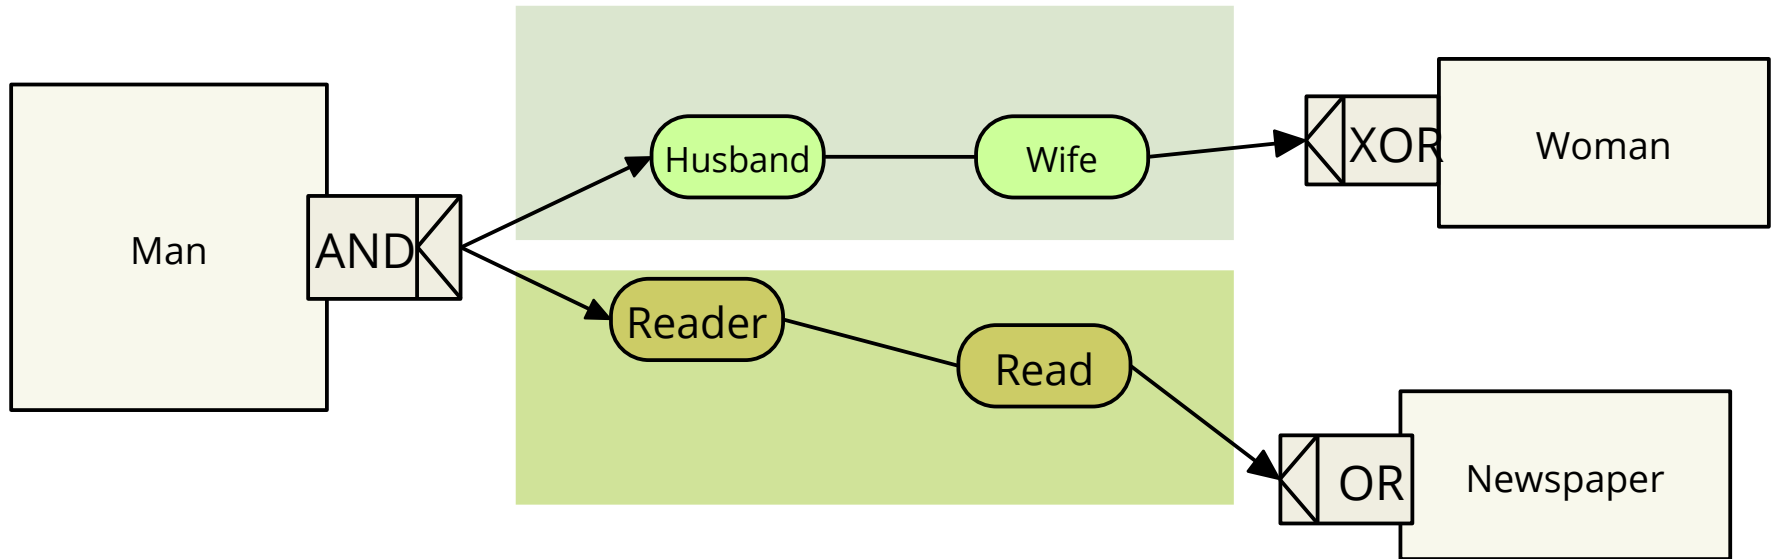 Man
AND
Husband
Wife
XOR
Woman
Reader
Read
OR
Newspaper